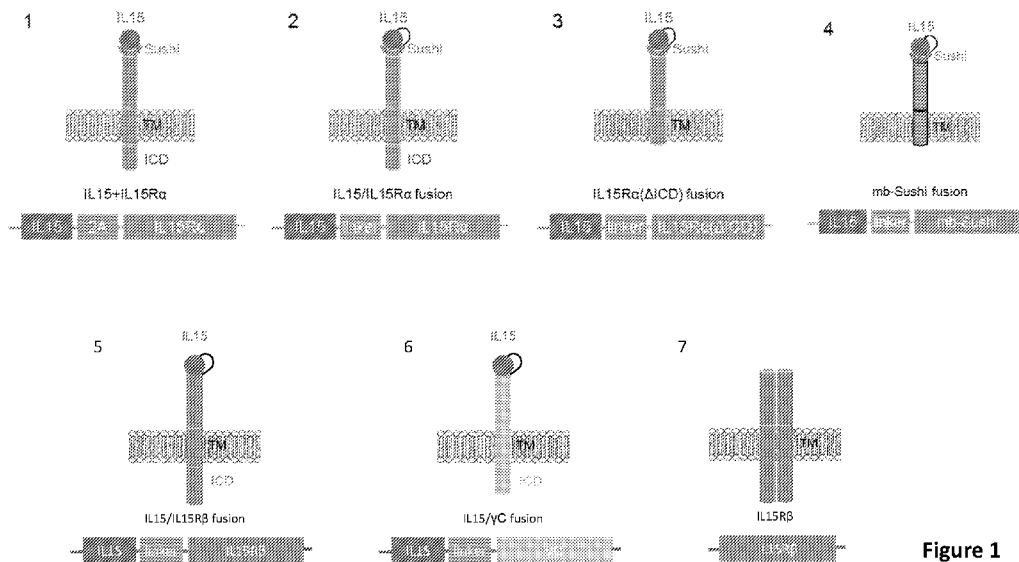 1
IL15
Sushi
TM
ICD
IL15+IL15Rα
IL15 2A IL15Rα
2
IL15
Sushi
TM
ICD
IL15/IL15Rα fusion
IL15 linker IL15Rα
3
IL15
Sushi
TM
IL15Rα(ΔICD) fusion
IL15 linker IL15Rα(ΔICD)
4
IL15
Sushi
TM
mb-Sushi fusion
IL15 linker mb-Sushi
5
IL15
TM
ICD
IL15/IL15Rβ fusion
IL15 linker IL15Rβ
6
IL15
TM
ICD
IL15/γC fusion
IL15 linker
7
TM
IL15Rβ
IL15Rβ
Figure 1